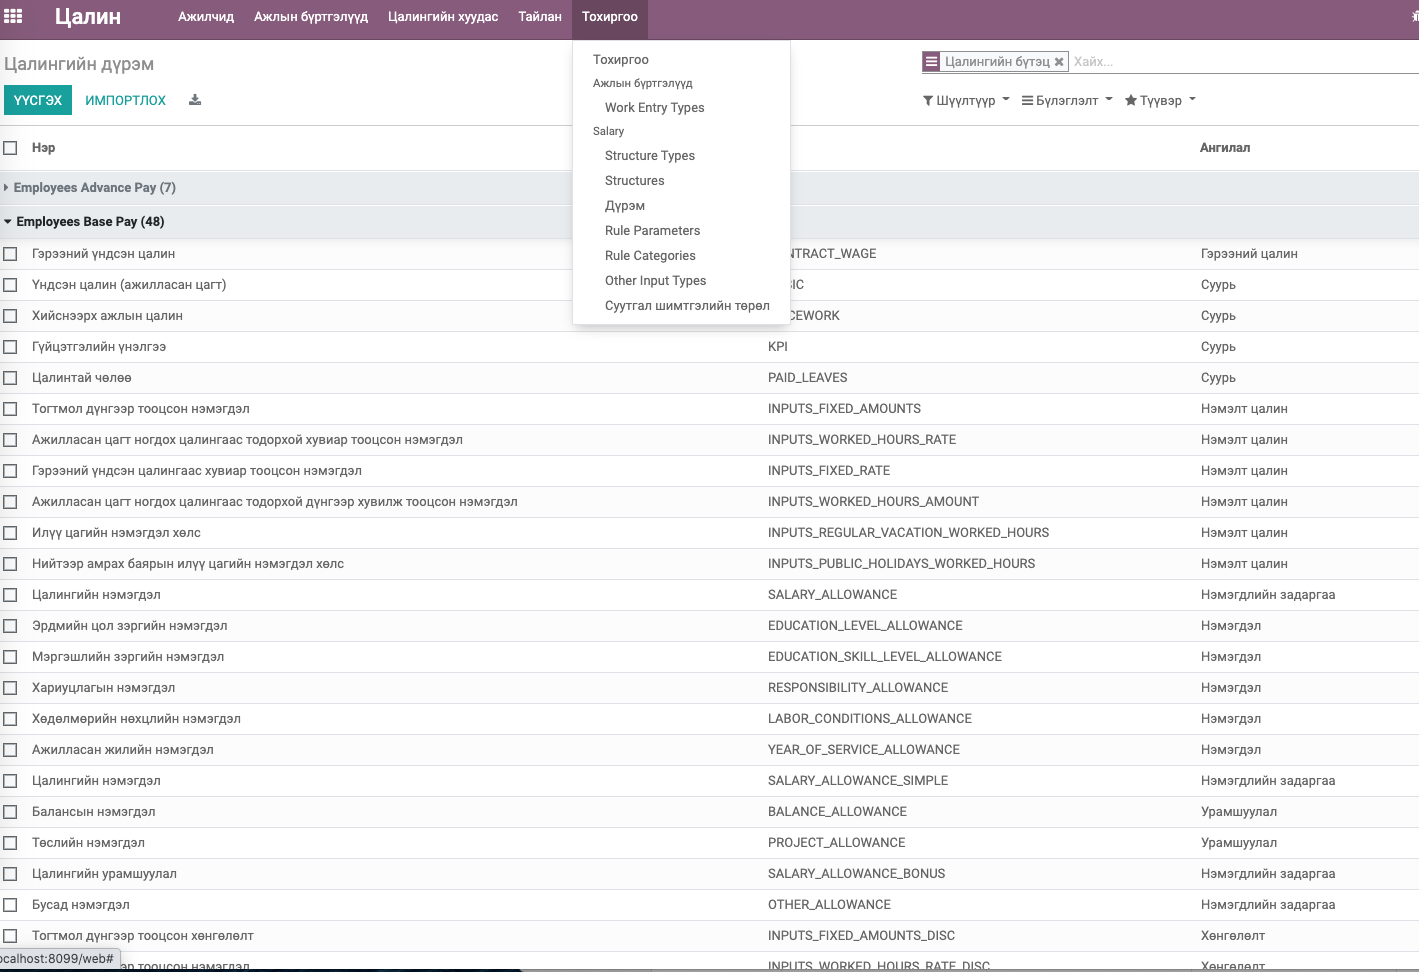 Цалин Ажилчид Ажлын бүртгэлүүд Цалингийн хуудас Тайлан Тохиргоо
Цалингийн дүрэм
Цалингийн бүтэц Хайх...
ҮҮСГЭХ ИМПОРТЛОХ
Шүүлтүүр Бүлэглэлт Түүвэр
Тохиргоо
Ажлын бүртгэлүүд
Work Entry Types
Salary
Structure Types
Structures
Дүрэм
Rule Parameters
Rule Categories
Other Input Types
Суутгал шимтгэлийн төрөл
Нэр Ангилал
Employees Advance Pay (7)
Employees Base Pay (48)
Гэрээний үндсэн цалин NTRACT_WAGE Гэрээний цалин
Үндсэн цалин (ажилласан цагт) IC Суурь
Хийснээрх ажлын цалин CEWORK Суурь
Гүйцэтгэлийн үнэлгээ KPI Суурь
Цалинтай чөлөө PAID_LEAVES Суурь
Тогтмол дүнгээр тооцсон нэмэгдэл INPUTS_FIXED_AMOUNTS Нэмэлт цалин
Ажилласан цагт ногдох цалингаас тодорхой хувиар тооцсон нэмэгдэл INPUTS_WORKED_HOURS_RATE Нэмэлт цалин
Гэрээний үндсэн цалингаас хувиар тооцсон нэмэгдэл INPUTS_FIXED_RATE Нэмэлт цалин
Ажилласан цагт ногдох цалингаас тодорхой дүнгээр хувилж тооцсон нэмэгдэл INPUTS_WORKED_HOURS_AMOUNT Нэмэлт цалин
Илүү цагийн нэмэгдэл хөлс INPUTS_REGULAR_VACATION_WORKED_HOURS Нэмэлт цалин
Нийтээр амрах баярын илүү цагийн нэмэгдэл хөлс INPUTS_PUBLIC_HOLIDAYS_WORKED_HOURS Нэмэлт цалин
Цалингийн нэмэгдэл SALARY_ALLOWANCE Нэмэгдлийн задаргаа
Эрдмийн цол зэргийн нэмэгдэл EDUCATION_LEVEL_ALLOWANCE Нэмэгдэл
Мэргэшлийн зэргийн нэмэгдэл EDUCATION_SKILL_LEVEL_ALLOWANCE Нэмэгдэл
Хариуцлагын нэмэгдэл RESPONSIBILITY_ALLOWANCE Нэмэгдэл
Хөдөлмөрийн нөхцлийн нэмэгдэл LABOR_CONDITIONS_ALLOWANCE Нэмэгдэл
Ажилласан жилийн нэмэгдэл YEAR_OF_SERVICE_ALLOWANCE Нэмэгдэл
Цалингийн нэмэгдэл SALARY_ALLOWANCE_SIMPLE Нэмэгдлийн задаргаа
Балансын нэмэгдэл BALANCE_ALLOWANCE Урамшуулал
Төслийн нэмэгдэл PROJECT_ALLOWANCE Урамшуулал
Цалингийн урамшуулал SALARY_ALLOWANCE_BONUS Нэмэгдлийн задаргаа
Бусад нэмэгдэл OTHER_ALLOWANCE Нэмэгдлийн задаргаа
Тогтмол дүнгээр тооцсон хөнгөлөлт INPUTS_FIXED_AMOUNTS_DISC Хөнгөлөлт
ocalhost:8099/web#
р тооцсон нэмэгдэл INPUTS_WORKED_HOURS_RATE_DISC Хөнгөлөлт